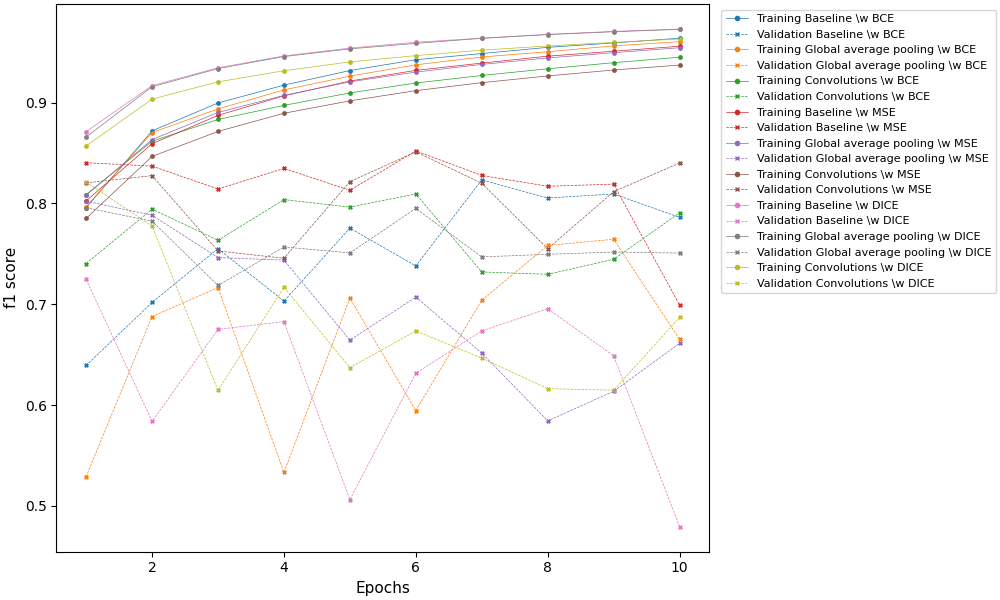 Training Baseline \w BCE
Validation Baseline \w BCE
Training Global average pooling \w BCE
Validation Global average pooling \w BCE
Training Convolutions \w BCE
Validation Convolutions \w BCE
Training Baseline \w MSE
Validation Baseline \w MSE
Training Global average pooling \w MSE
Validation Global average pooling \w MSE
Training Convolutions \w MSE
Validation Convolutions \w MSE
Training Baseline \w DICE
Validation Baseline \w DICE
Training Global average pooling \w DICE
Validation Global average pooling \w DICE
Training Convolutions \w DICE
Validation Convolutions \w DICE
f1 score
0.9
0.8
0.7
0.6
0.5
2 4 6 8 10
Epochs